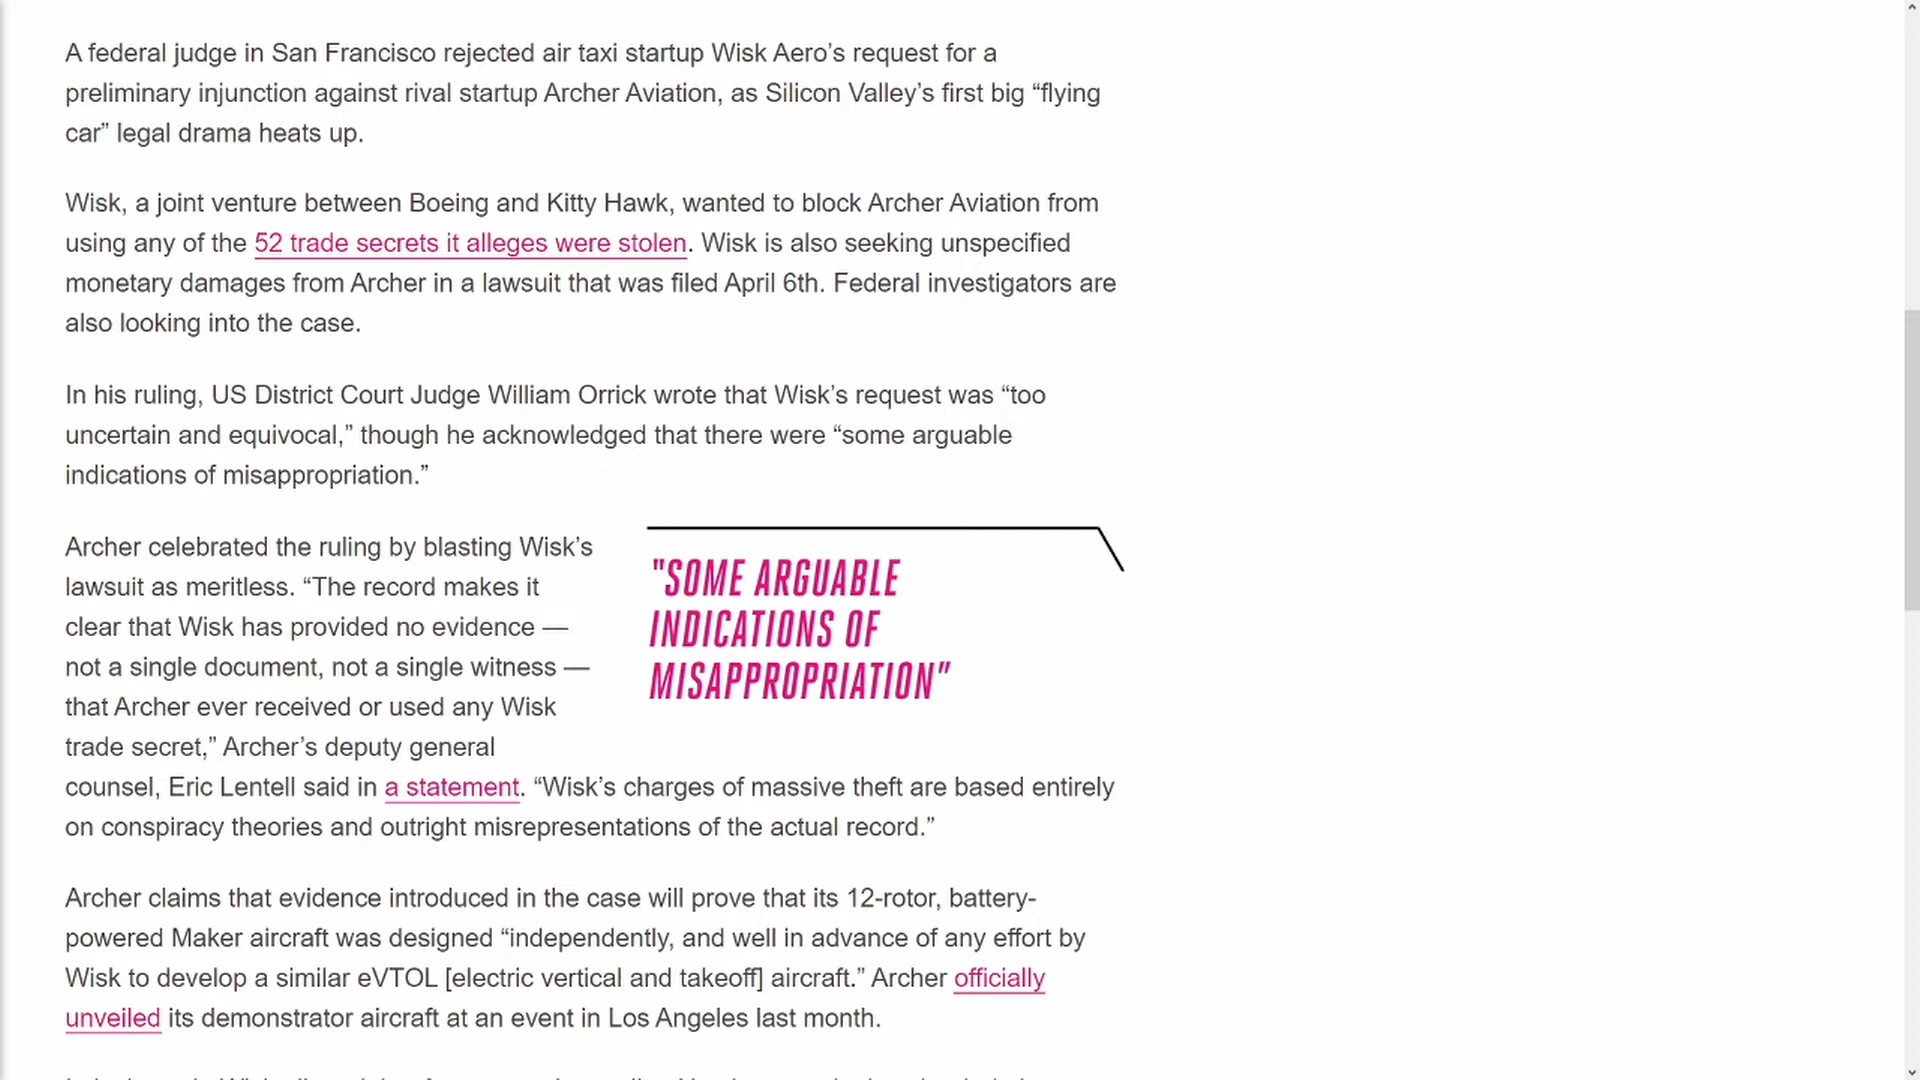 A federal judge in San Francisco rejected air taxi startup Wisk Aero’s request for a
preliminary injunction against rival startup Archer Aviation, as Silicon Valley’s first big “flying
car” legal drama heats up.
Wisk, a joint venture between Boeing and Kitty Hawk, wanted to block Archer Aviation from
using any of the 52 trade secrets it alleges were stolen. Wisk is also seeking unspecified
monetary damages from Archer in a lawsuit that was filed April 6th. Federal investigators are
also looking into the case.
In his ruling, US District Court Judge William Orrick wrote that Wisk’s request was “too
uncertain and equivocal,” though he acknowledged that there were “some arguable
indications of misappropriation.”
Archer celebrated the ruling by blasting Wisk’s
lawsuit as meritless. “The record makes it
clear that Wisk has provided no evidence —
not a single document, not a single witness —
that Archer ever received or used any Wisk
trade secret,” Archer’s deputy general
counsel, Eric Lentell said in a statement. “Wisk’s charges of massive theft are based entirely
on conspiracy theories and outright misrepresentations of the actual record.”
"SOME ARGUABLE
INDICATIONS OF
MISAPPROPRIATION"
Archer claims that evidence introduced in the case will prove that its 12-rotor, battery-
powered Maker aircraft was designed “independently, and well in advance of any effort by
Wisk to develop a similar eVTOL [electric vertical and takeoff] aircraft.” Archer officially
unveiled its demonstrator aircraft at an event in Los Angeles last month.